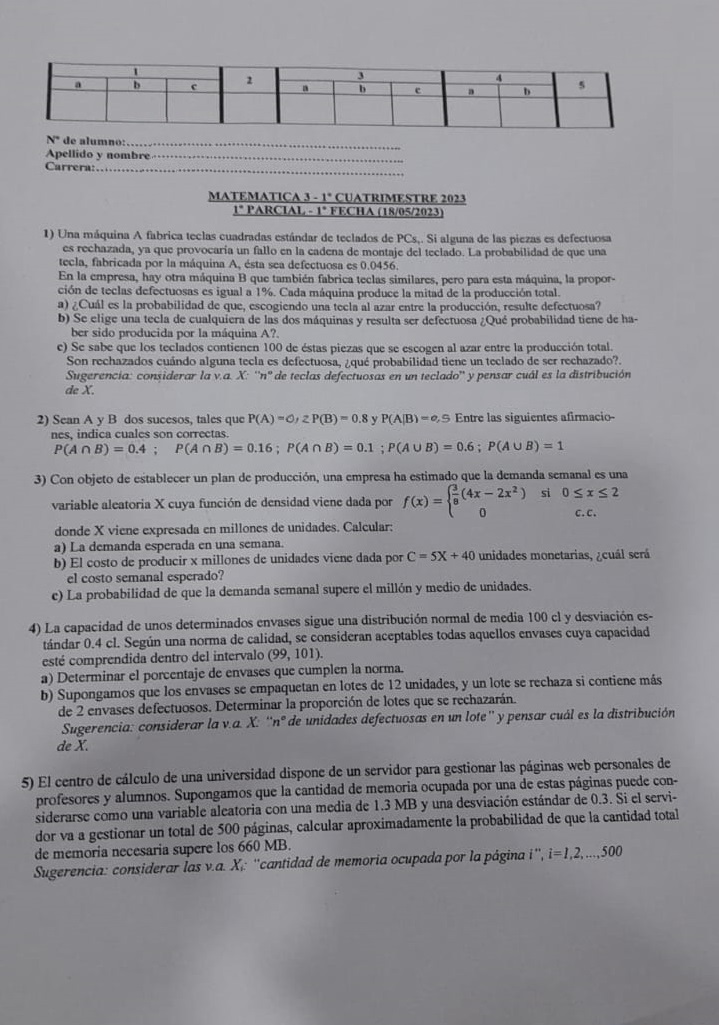 1 2 3 4 5
a b c a b c a b
N° de alumno:
Apellido y nombre
Carrera:
MATEMATICA 3 - 1° CUATRIMESTRE 2023
1° PARCIAL - 1° FECHA (18/05/2023)
1) Una máquina A fabrica teclas cuadradas estándar de teclados de PCs,. Si alguna de las piezas es defectuosa
es rechazada, ya que provocaría un fallo en la cadena de montaje del teclado. La probabilidad de que una
tecla, fabricada por la máquina A, ésta sea defectuosa es 0.0456.
En la empresa, hay otra máquina B que también fabrica teclas similares, pero para esta máquina, la propor-
ción de teclas defectuosas es igual a 1%. Cada máquina produce la mitad de la producción total.
a) ¿Cuál es la probabilidad de que, escogiendo una tecla al azar entre la producción, resulte defectuosa?
b) Se elige una tecla de cualquiera de las dos máquinas y resulta ser defectuosa ¿Qué probabilidad tiene de ha-
ber sido producida por la máquina A?.
c) Se sabe que los teclados contienen 100 de éstas piezas que se escogen al azar entre la producción total.
Son rechazados cuándo alguna tecla es defectuosa, ¿qué probabilidad tiene un teclado de ser rechazado?.
Sugerencia: considerar la v.a. X: "n° de teclas defectuosas en un teclado" y pensar cuál es la distribución
de X.
2) Sean A y B dos sucesos, tales que P(A) = 0,2 P(B) = 0.8 y P(A|B) = 0,5 Entre las siguientes afirmacio-
nes, indica cuales son correctas.
P(A ∩ B) = 0.4 ; P(A ∩ B) = 0.16 ; P(A ∩ B) = 0.1 ; P(A ∪ B) = 0.6 ; P(A ∪ B) = 1
3) Con objeto de establecer un plan de producción, una empresa ha estimado que la demanda semanal es una
variable aleatoria X cuya función de densidad viene dada por f(x) = { 3/8 (4x − 2x²) si 0 ≤ x ≤ 2
0 c.c.
donde X viene expresada en millones de unidades. Calcular:
a) La demanda esperada en una semana.
b) El costo de producir x millones de unidades viene dada por C = 5X + 40 unidades monetarias, ¿cuál será
el costo semanal esperado?
c) La probabilidad de que la demanda semanal supere el millón y medio de unidades.
4) La capacidad de unos determinados envases sigue una distribución normal de media 100 cl y desviación es-
tándar 0.4 cl. Según una norma de calidad, se consideran aceptables todas aquellos envases cuya capacidad
esté comprendida dentro del intervalo (99, 101).
a) Determinar el porcentaje de envases que cumplen la norma.
b) Supongamos que los envases se empaquetan en lotes de 12 unidades, y un lote se rechaza si contiene más
de 2 envases defectuosos. Determinar la proporción de lotes que se rechazarán.
Sugerencia: considerar la v.a. X: "n° de unidades defectuosas en un lote" y pensar cuál es la distribución
de X.
5) El centro de cálculo de una universidad dispone de un servidor para gestionar las páginas web personales de
profesores y alumnos. Supongamos que la cantidad de memoria ocupada por una de estas páginas puede con-
siderarse como una variable aleatoria con una media de 1.3 MB y una desviación estándar de 0.3. Si el servi-
dor va a gestionar un total de 500 páginas, calcular aproximadamente la probabilidad de que la cantidad total
de memoria necesaria supere los 660 MB.
Sugerencia: considerar las v.a. Xᵢ: "cantidad de memoria ocupada por la página i", i=1,2,...,500